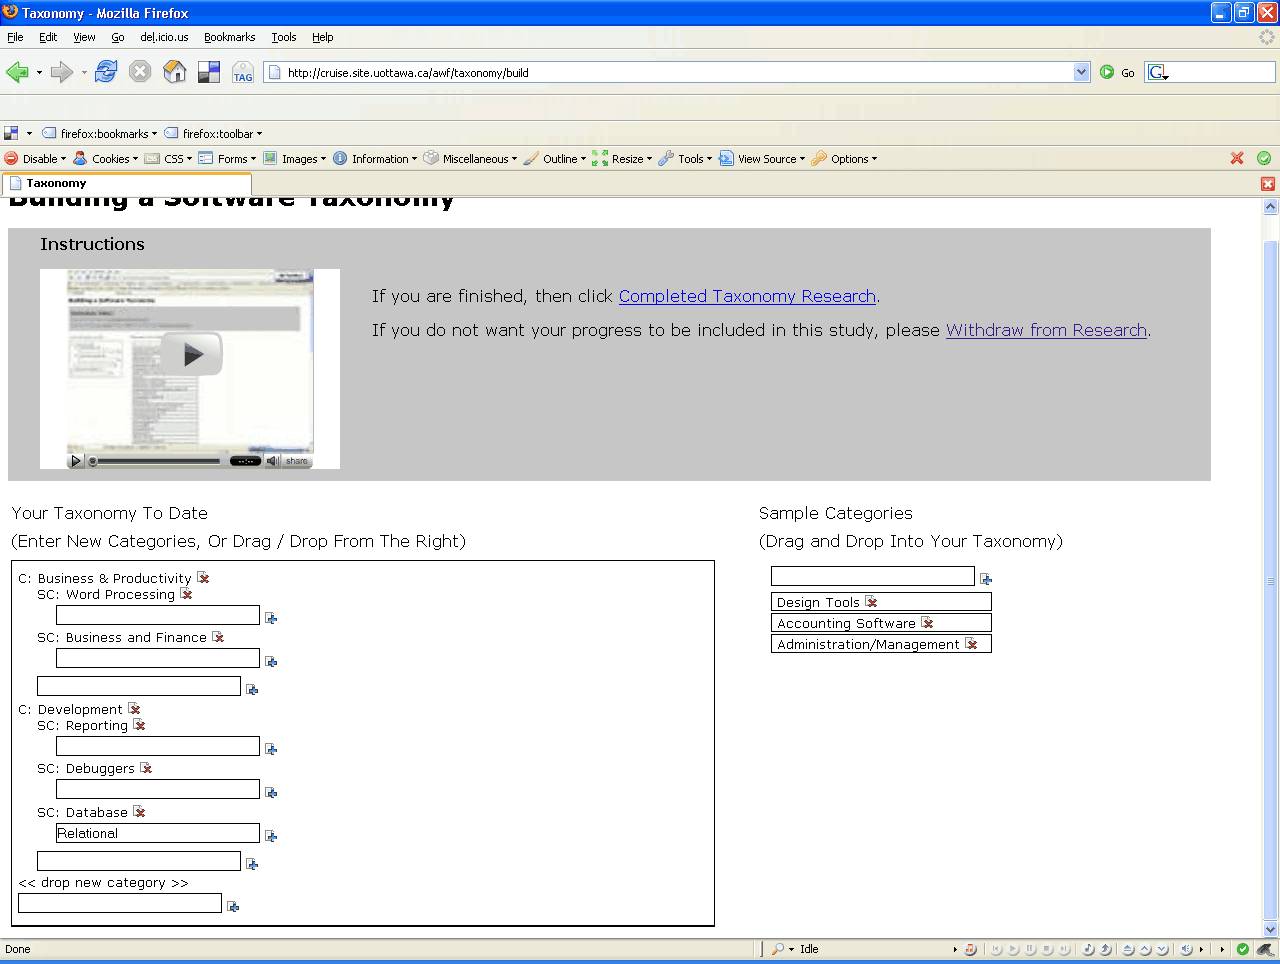 Taxonomy - Mozilla Firefox
File Edit View Go del.icio.us Bookmarks Tools Help
TAG http://cruise.site.uottawa.ca/awf/taxonomy/build Go G
firefox:bookmarks firefox:toolbar
Disable Cookies CSS Forms Images Information Miscellaneous Outline Resize Tools View Source Options
Taxonomy
Building a Software Taxonomy
Instructions
If you are finished, then click Completed Taxonomy Research.
If you do not want your progress to be included in this study, please Withdraw from Research.
share
Your Taxonomy To Date
(Enter New Categories, Or Drag / Drop From The Right)
C: Business & Productivity
SC: Word Processing
SC: Business and Finance
C: Development
SC: Reporting
SC: Debuggers
SC: Database
Relational
<< drop new category >>
Sample Categories
(Drag and Drop Into Your Taxonomy)
Design Tools
Accounting Software
Administration/Management
Done Idle